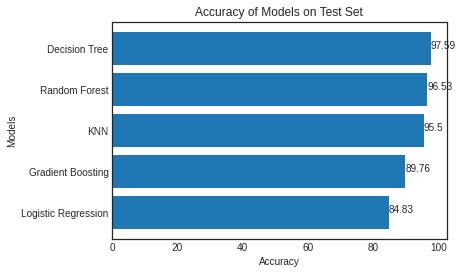 Accuracy of Models on Test Set
Models
Decision Tree 97.59
Random Forest 96.53
KNN 95.5
Gradient Boosting 89.76
Logistic Regression 84.83
0 20 40 60 80 100
Accuracy